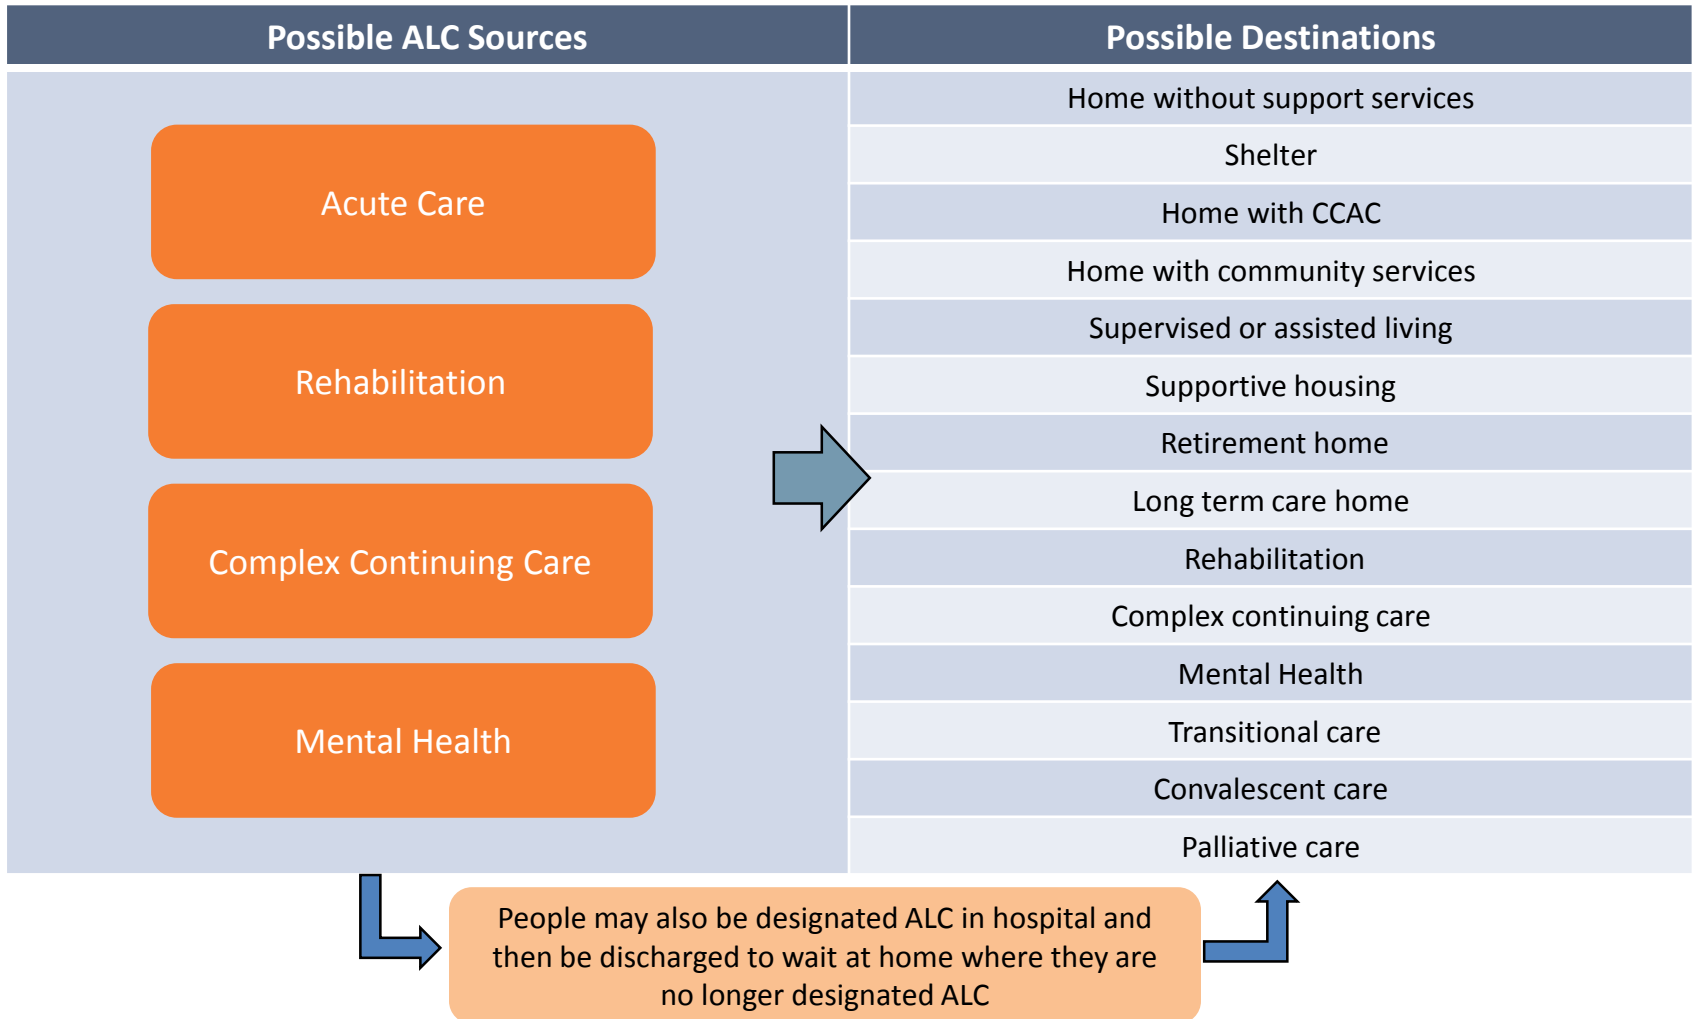 Possible ALC Sources
Possible Destinations
Acute Care
Rehabilitation
Complex Continuing Care
Mental Health
Home without support services
Shelter
Home with CCAC
Home with community services
Supervised or assisted living
Supportive housing
Retirement home
Long term care home
Rehabilitation
Complex continuing care
Mental Health
Transitional care
Convalescent care
Palliative care
People may also be designated ALC in hospital and
then be discharged to wait at home where they are
no longer designated ALC